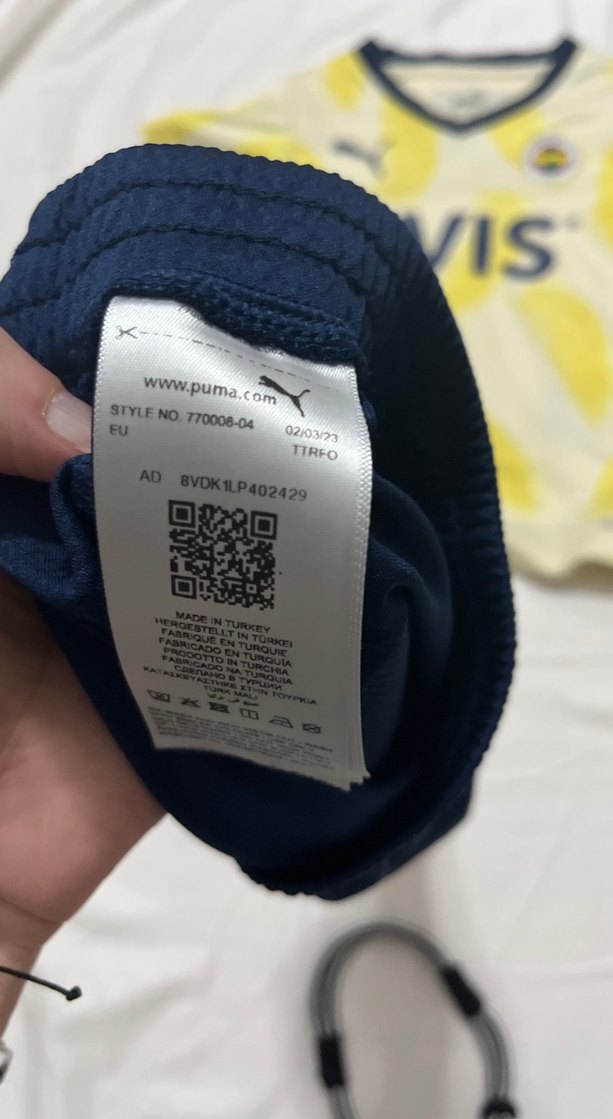 VIS
www.puma.com
STYLE NO. 770008-04 02/03/23
EU TTRFO
AD 8VDK1LP402429
MADE IN TURKEY
HERGESTELLT IN TÜRKEI
FABRIQUÉ EN TURQUIE
FABRICADO EN TURQUÍA
PRODOTTO IN TURCHIA
FABRICADO NA TURQUIA
СДЕЛАНО В ТУРЦИИ
ΚΑΤΑΣΚΕΥΑΣΤΗΚΕ ΣΤΗΝ ΤΟΥΡΚΙΑ
TÜRK MALI